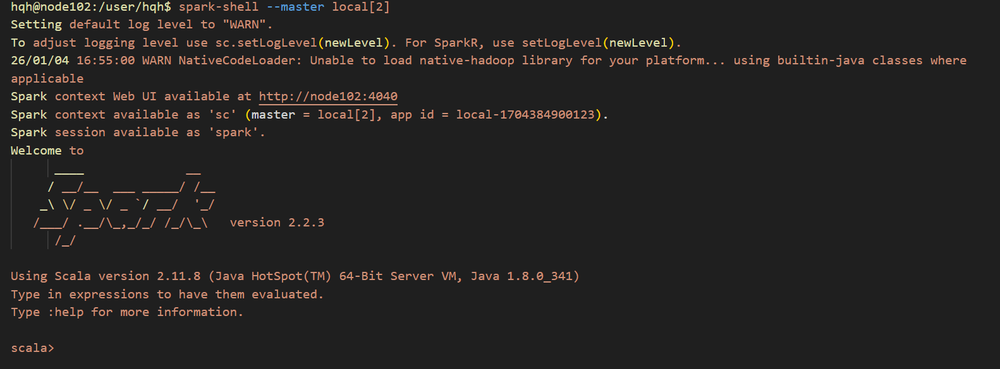 hqh@node102:/user/hqh$ spark-shell --master local[2]
Setting default log level to "WARN".
To adjust logging level use sc.setLogLevel(newLevel). For SparkR, use setLogLevel(newLevel).
26/01/04 16:55:00 WARN NativeCodeLoader: Unable to load native-hadoop library for your platform... using builtin-java classes where
applicable
Spark context Web UI available at http://node102:4040
Spark context available as 'sc' (master = local[2], app id = local-1704384900123).
Spark session available as 'spark'.
Welcome to
      ____              __
     / __/__  ___ _____/ /__
    _\ \/ _ \/ _ `/ __/  '_/
   /___/ .__/\_,_/_/ /_/\_\   version 2.2.3
      /_/
Using Scala version 2.11.8 (Java HotSpot(TM) 64-Bit Server VM, Java 1.8.0_341)
Type in expressions to have them evaluated.
Type :help for more information.
scala>